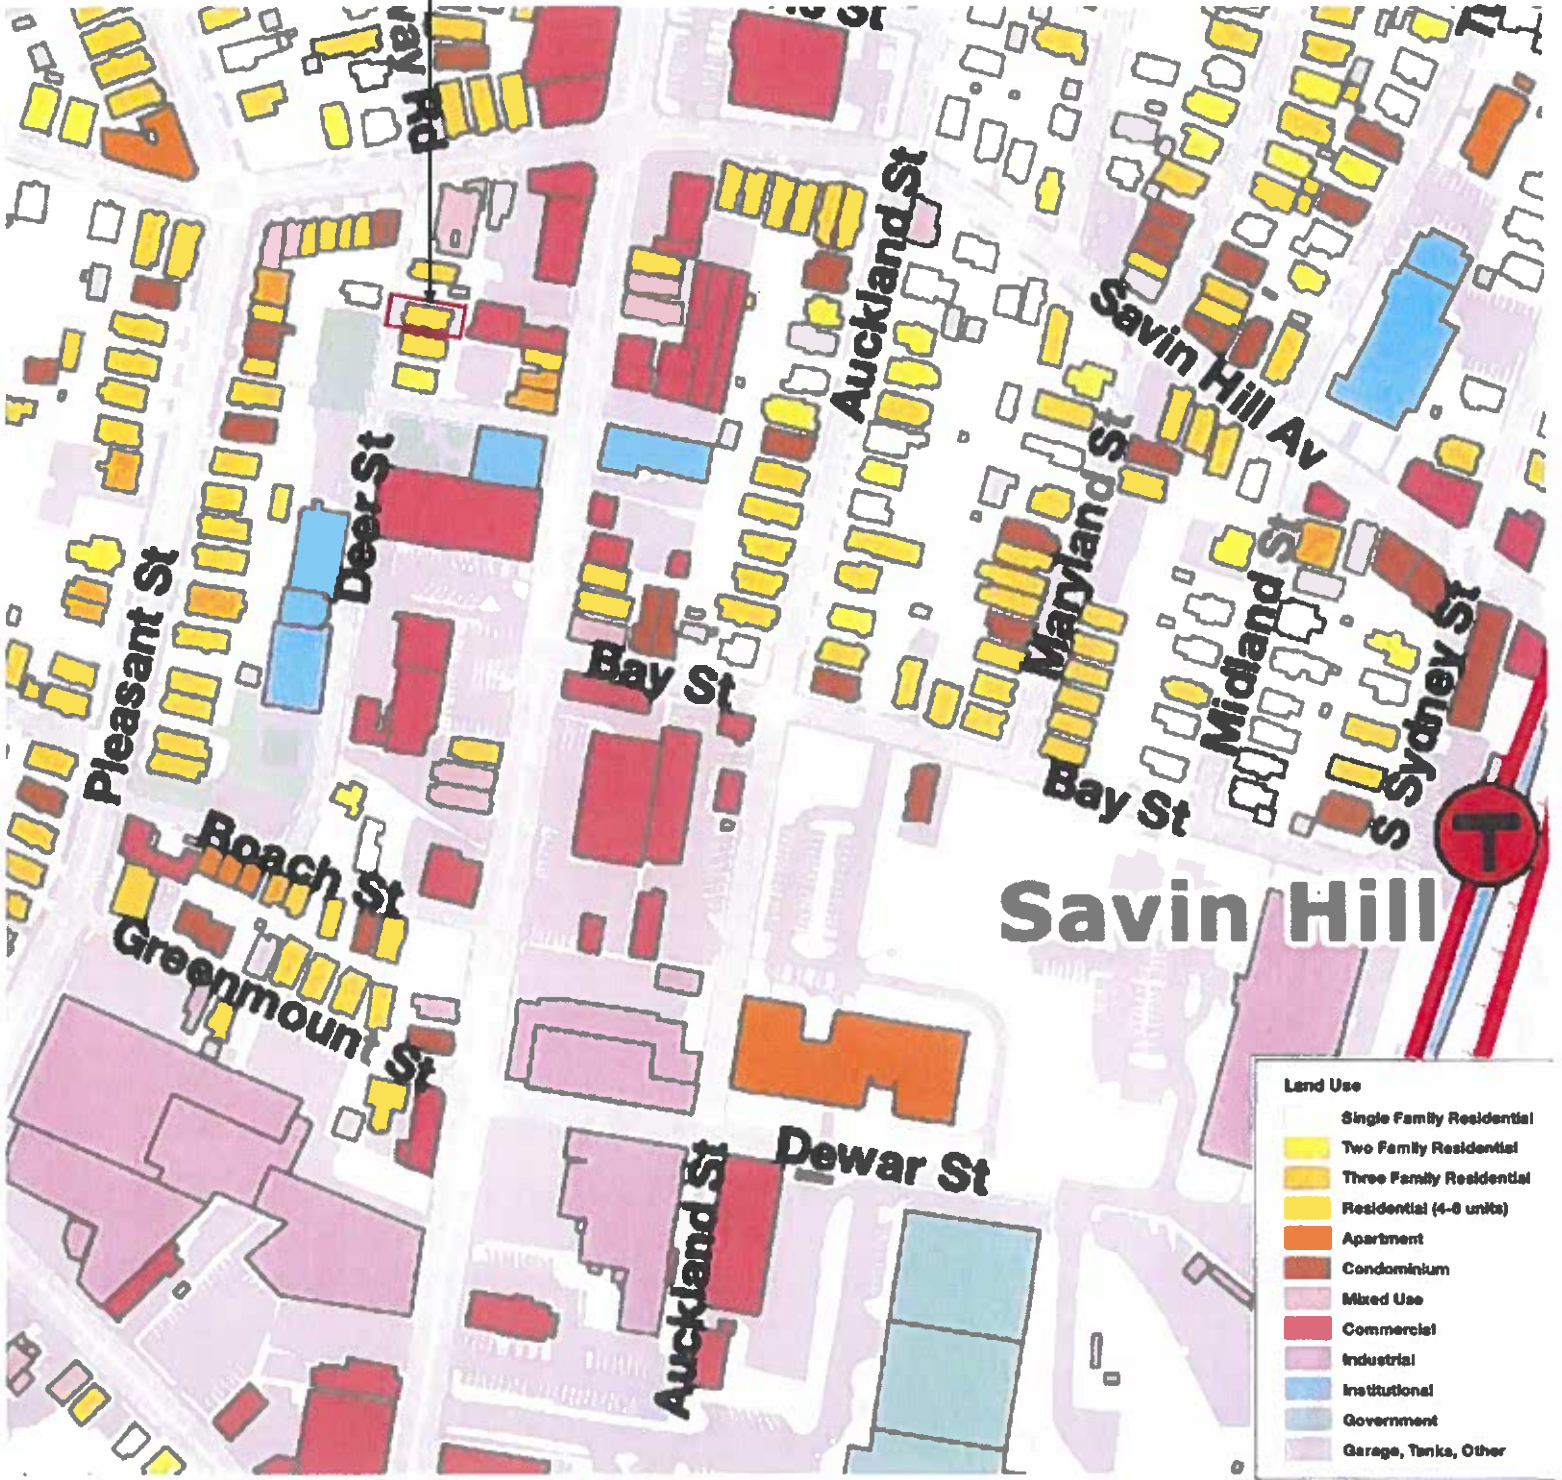 St
Rd
Auckland St
Savin Hill Av
Maryland St
Deer St
Pleasant St
Midland St
S Sydney St
Bay St
Bay St
Roach St
T
Savin Hill
Greenmount St
Dewar St
Auckland St
Land Use
Single Family Residential
Two Family Residential
Three Family Residential
Residential (4-6 units)
Apartment
Condominium
Mixed Use
Commercial
Industrial
Institutional
Government
Garage, Tanks, Other